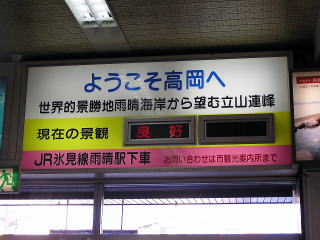 ようこそ高岡へ
世界的景勝地雨晴海岸から望む立山連峰
現在の景観 良好
JR氷見線雨晴駅下車 お問い合わせは市観光案内所まで